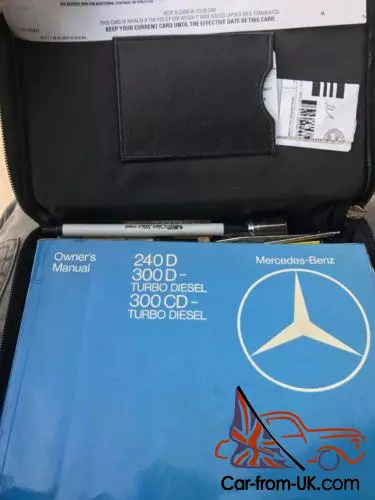 KEEP A CARD IN YOUR CAR.
THIS CARD IS INVALID IF THE POLICY FOR WHICH IT WAS ISSUED LAPSES OR IS TERMINATED.
KEEP YOUR CURRENT CARD UNTIL THE EFFECTIVE DATE OF THIS CARD.
Owner's
Manual
240 D
300 D-
TURBO DIESEL
300 CD-
TURBO DIESEL
Mercedes-Benz
Car-from-UK.com